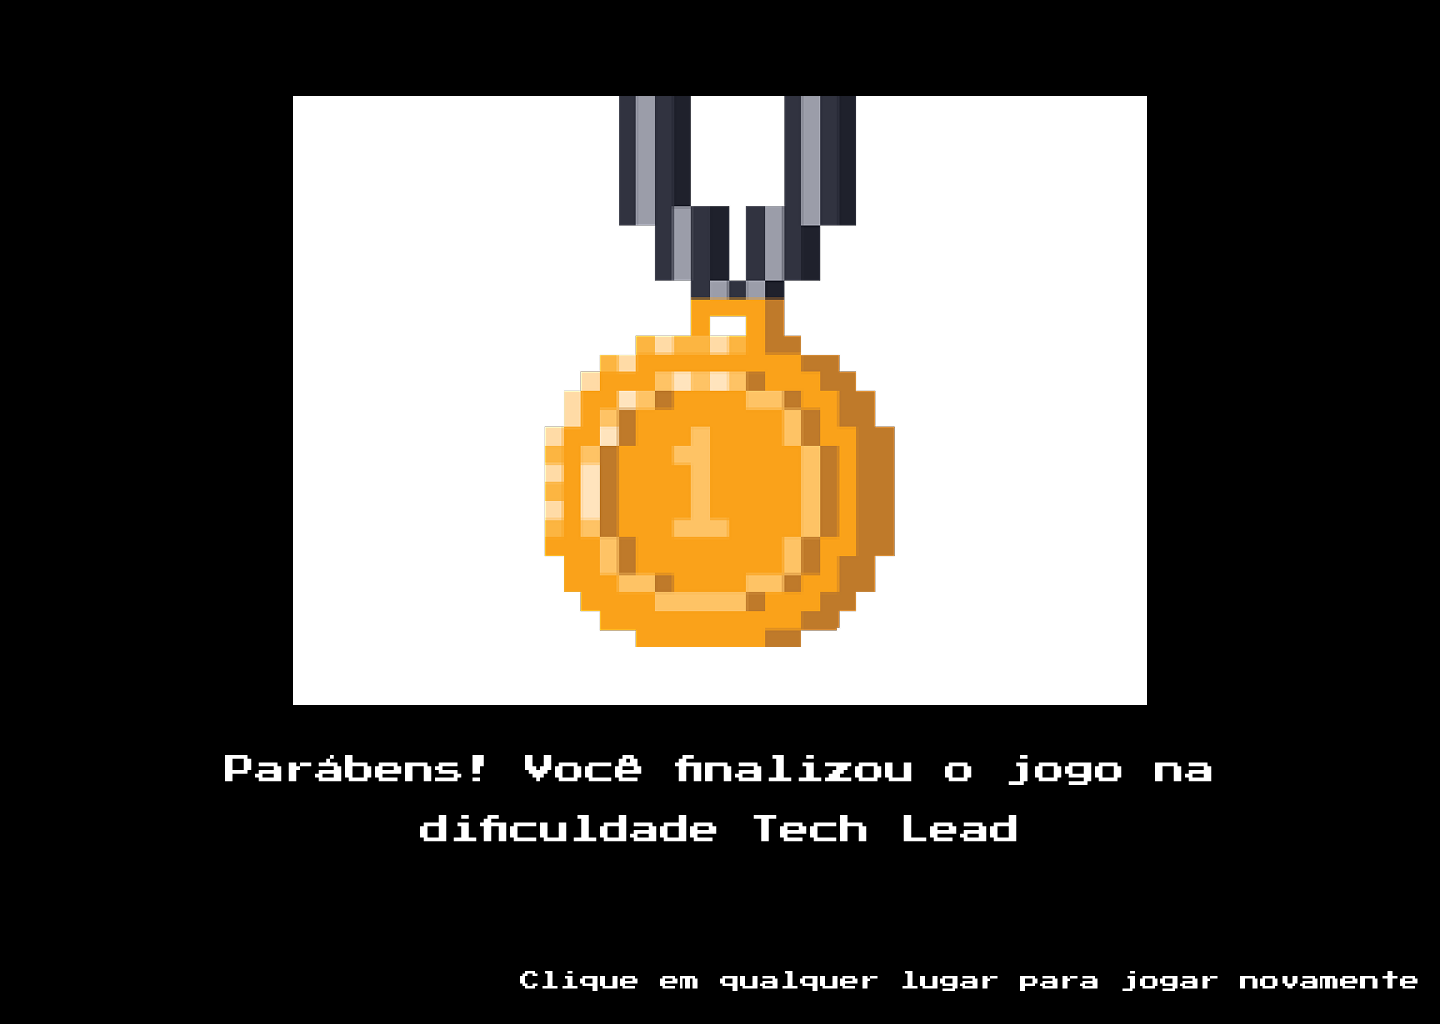 1
Parábens! Você finalizou o jogo na
dificuldade Tech Lead
Clique em qualquer lugar para jogar novamente